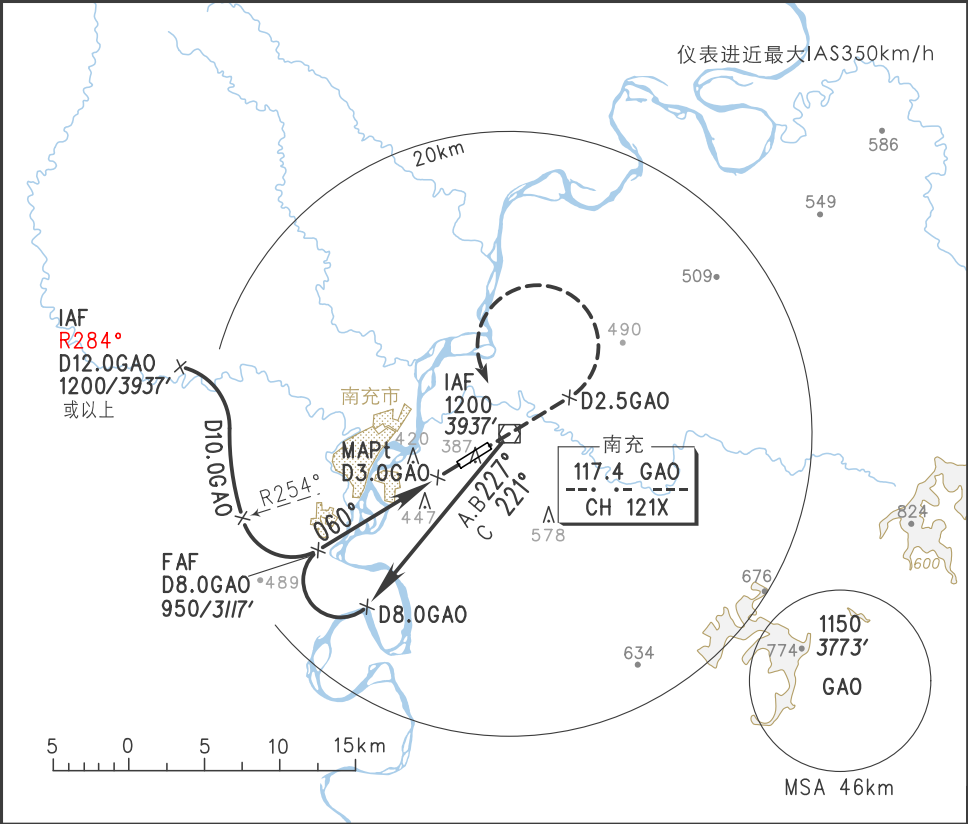 仪表进近最大IAS350km/h
20km
586
549
509
490
IAF
R284°
D12.0GAO
1200/3937'
或以上
D10.0GAO
R254°
南充市
420
387
IAF
1200
3937'
D2.5GAO
MAPt
D3.0GAO
447
060°
A.B227°
C 221°
578
南充
117.4 GAO
CH 121X
824
600
FAF
D8.0GAO
950/3117'
489
D8.0GAO
676
634
774
1150
3773'
GAO
MSA 46km
5 0 5 10 15km